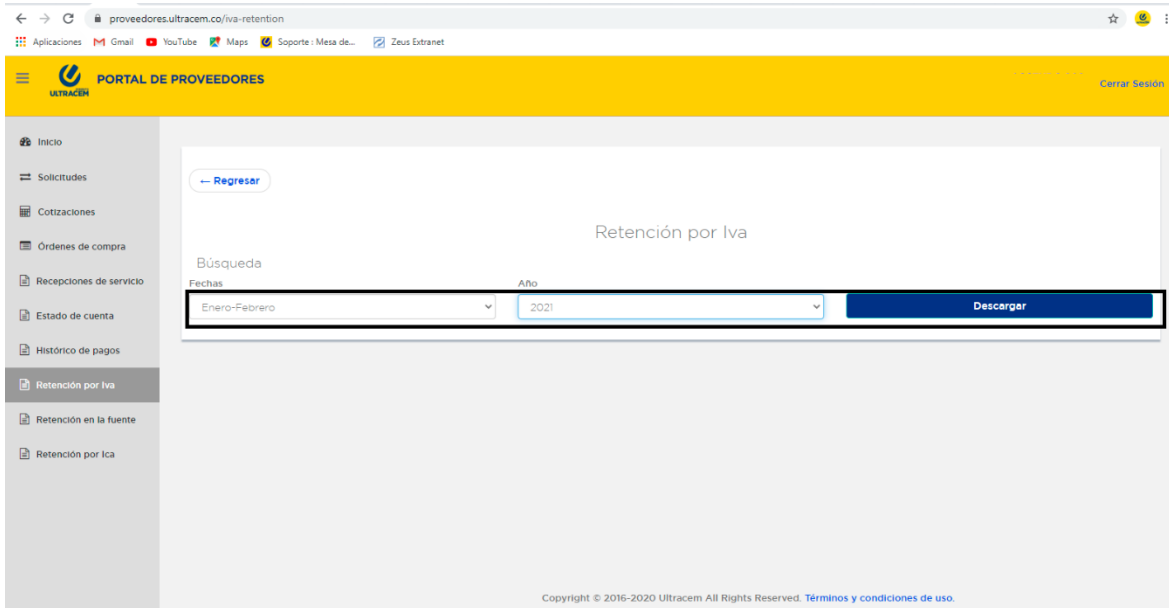 proveedores.ultracem.co/iva-retention
Aplicaciones Gmail YouTube Maps Soporte : Mesa de... Zeus Extranet
ULTRACEM PORTAL DE PROVEEDORES
Cerrar Sesión
Inicio
Solicitudes
Cotizaciones
Órdenes de compra
Recepciones de servicio
Estado de cuenta
Histórico de pagos
Retención por Iva
Retención en la fuente
Retención por Ica
← Regresar
Retención por Iva
Búsqueda
Fechas Año
Enero-Febrero 2021 Descargar
Copyright © 2016-2020 Ultracem All Rights Reserved. Términos y condiciones de uso.